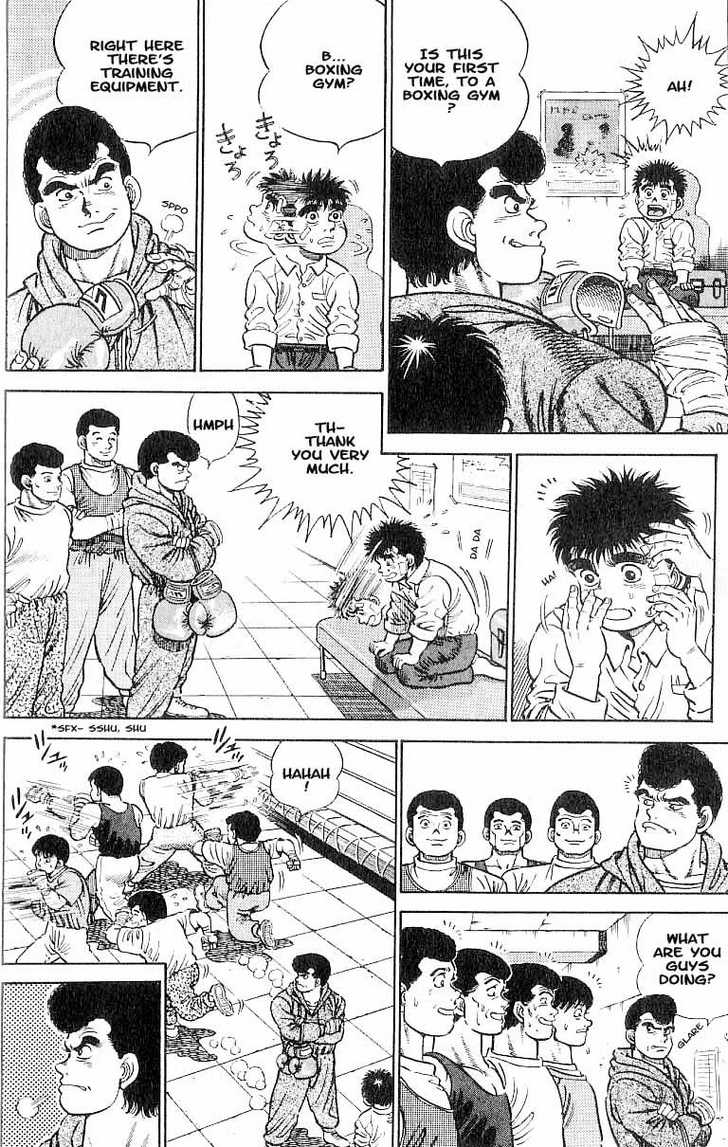 AH!
IS THIS
YOUR FIRST
TIME, TO A
BOXING GYM
?
B...
BOXING
GYM?
きょろ
きょろ
RIGHT HERE
THERE'S
TRAINING
EQUIPMENT.
SPPO
HA!
TH-
THANK
YOU VERY
MUCH.
DA DA
HMPH
*SFX- SSHU, SHU
HAHAH
!
WHAT
ARE YOU
GUYS
DOING?
GLARE